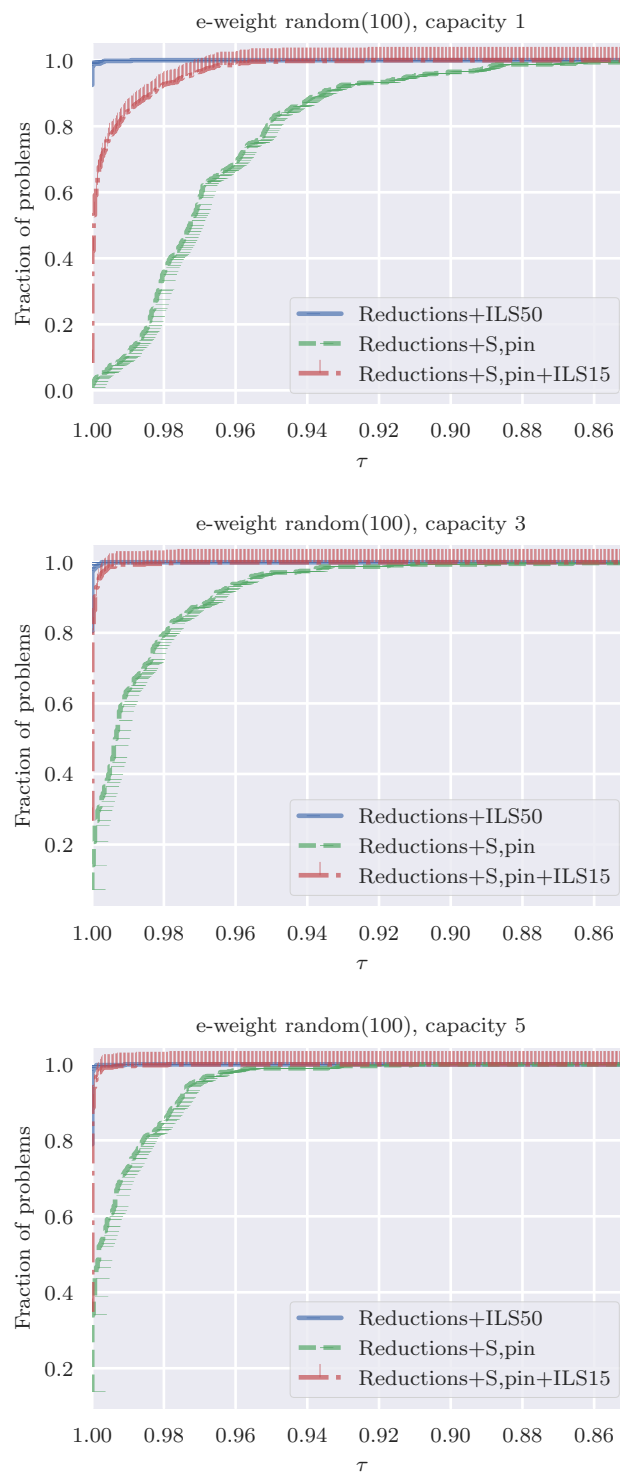 e-weight random(100), capacity 1
1.0
0.8
0.6
0.4
0.2
0.0
Fraction of problems
Reductions+ILS50
Reductions+S,pin
Reductions+S,pin+ILS15
1.00 0.98 0.96 0.94 0.92 0.90 0.88 0.86
τ
e-weight random(100), capacity 3
1.0
0.8
0.6
0.4
0.2
Fraction of problems
Reductions+ILS50
Reductions+S,pin
Reductions+S,pin+ILS15
1.00 0.98 0.96 0.94 0.92 0.90 0.88 0.86
τ
e-weight random(100), capacity 5
1.0
0.8
0.6
0.4
0.2
Fraction of problems
Reductions+ILS50
Reductions+S,pin
Reductions+S,pin+ILS15
1.00 0.98 0.96 0.94 0.92 0.90 0.88 0.86
τ